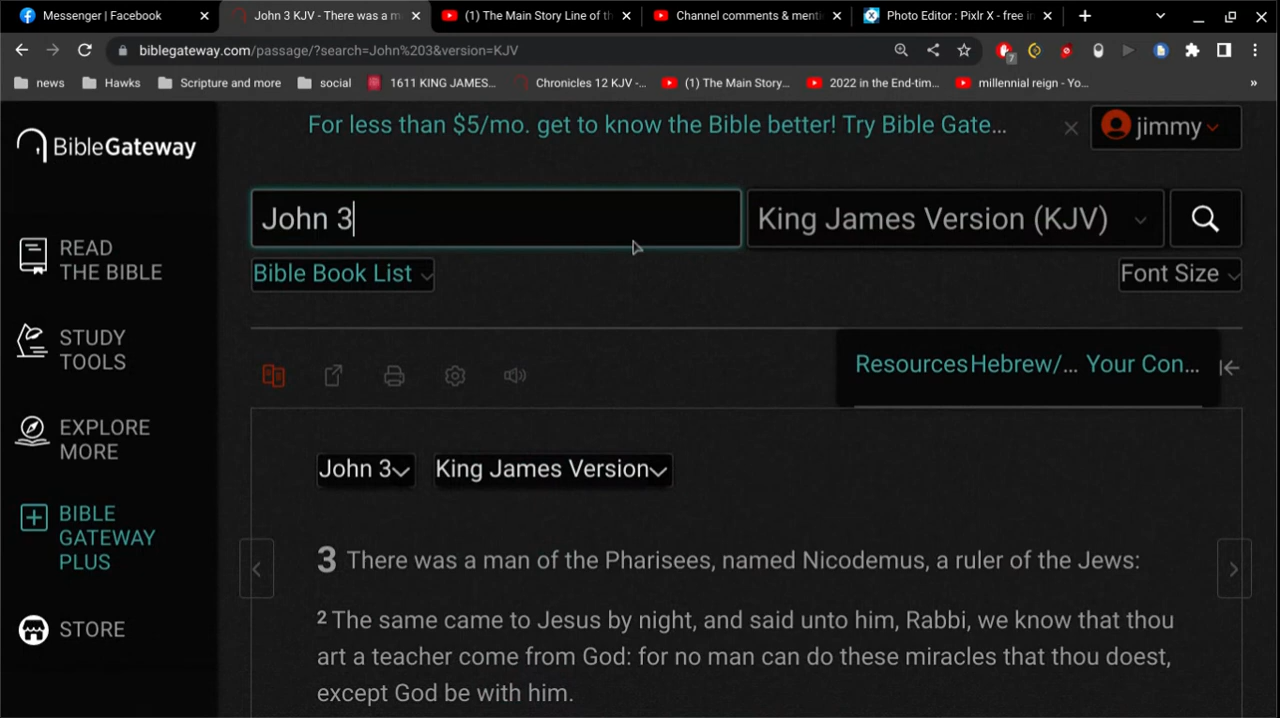 Messenger | Facebook
John 3 KJV - There was a m
(1) The Main Story Line of th
Channel comments & menti
Photo Editor : Pixlr X - free i
biblegateway.com/passage/?search=John%203&version=KJV
7
news
Hawks
Scripture and more
social
1611 KING JAMES...
Chronicles 12 KJV -...
(1) The Main Story...
2022 in the End-tim...
millennial reign - Yo...
»
BibleGateway
For less than $5/mo. get to know the Bible better! Try Bible Gate...
jimmy
John 3
King James Version (KJV)
Bible Book List
Font Size
READ
THE BIBLE
STUDY
TOOLS
EXPLORE
MORE
BIBLE
GATEWAY
PLUS
STORE
Resources
Hebrew/...
Your Con...
John 3
King James Version
3 There was a man of the Pharisees, named Nicodemus, a ruler of the Jews:
2 The same came to Jesus by night, and said unto him, Rabbi, we know that thou
art a teacher come from God: for no man can do these miracles that thou doest,
except God be with him.